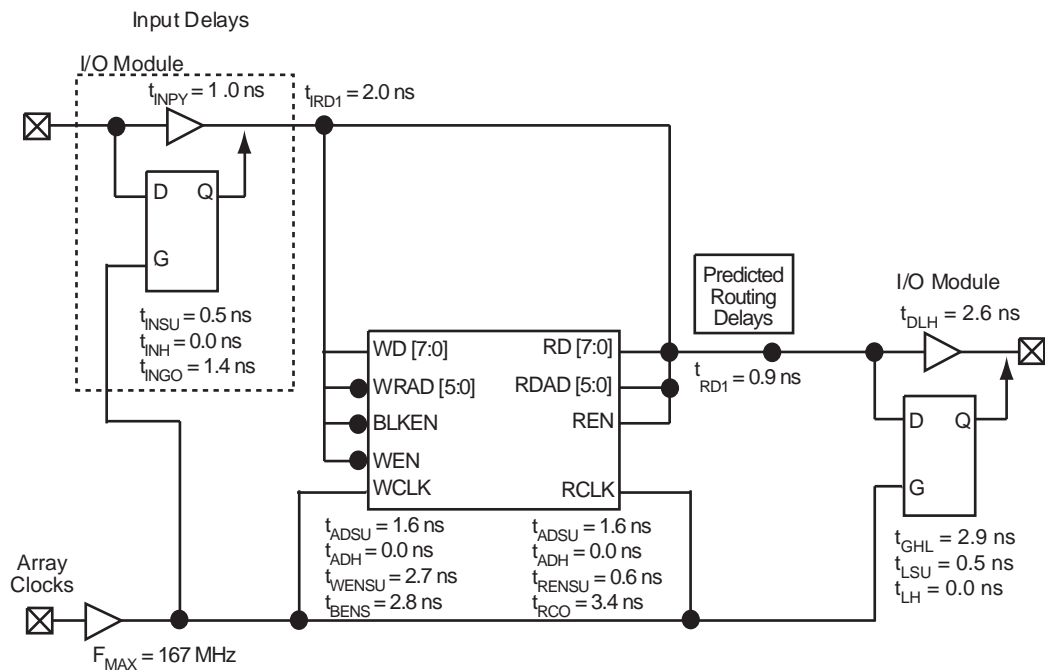 Input Delays
I/O Module
tINPY = 1.0 ns
tIRD1 = 2.0 ns
D Q
G
tINSU = 0.5 ns
tINH = 0.0 ns
tINGO = 1.4 ns
Predicted
Routing
Delays
I/O Module
tDLH = 2.6 ns
WD [7:0] RD [7:0]
WRAD [5:0] RDAD [5:0]
BLKEN REN
WEN
WCLK RCLK
tRD1 = 0.9 ns
D Q
G
tADSU = 1.6 ns
tADH = 0.0 ns
tWENSU = 2.7 ns
tBENS = 2.8 ns
tADSU = 1.6 ns
tADH = 0.0 ns
tRENSU = 0.6 ns
tRCO = 3.4 ns
tGHL = 2.9 ns
tLSU = 0.5 ns
tLH = 0.0 ns
Array
Clocks
FMAX = 167 MHz